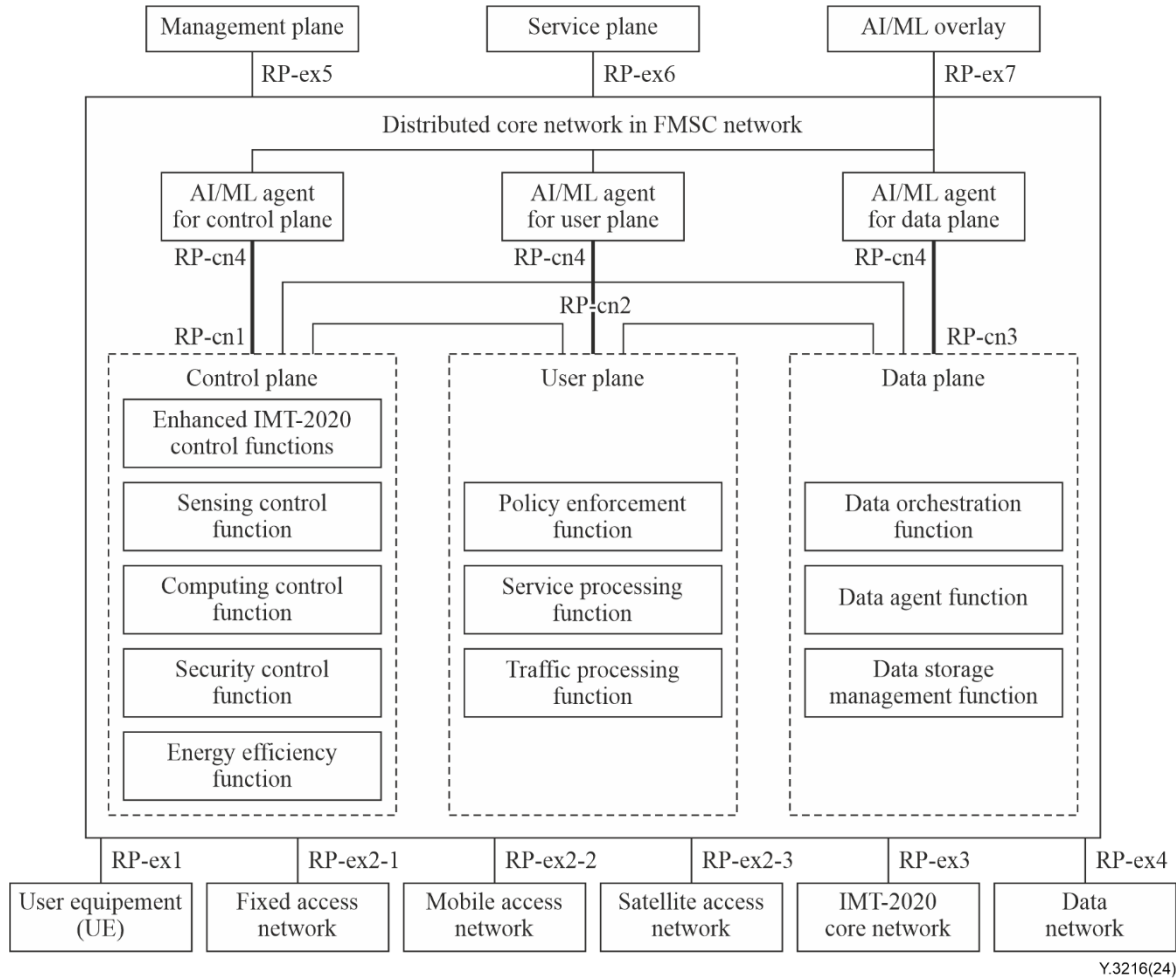 Management plane
Service plane
AI/ML overlay
RP-ex5
RP-ex6
RP-ex7
Distributed core network in FMSC network
AI/ML agent
for control plane
AI/ML agent
for user plane
AI/ML agent
for data plane
RP-cn4
RP-cn4
RP-cn4
RP-cn2
RP-cn1
RP-cn3
Control plane
Enhanced IMT-2020
control functions
Sensing control
function
Computing control
function
Security control
function
Energy efficiency
function
User plane
Policy enforcement
function
Service processing
function
Traffic processing
function
Data plane
Data orchestration
function
Data agent function
Data storage
management function
RP-ex1
RP-ex2-1
RP-ex2-2
RP-ex2-3
RP-ex3
RP-ex4
User equipement
(UE)
Fixed access
network
Mobile access
network
Satellite access
network
IMT-2020
core network
Data
network
Y.3216(24)